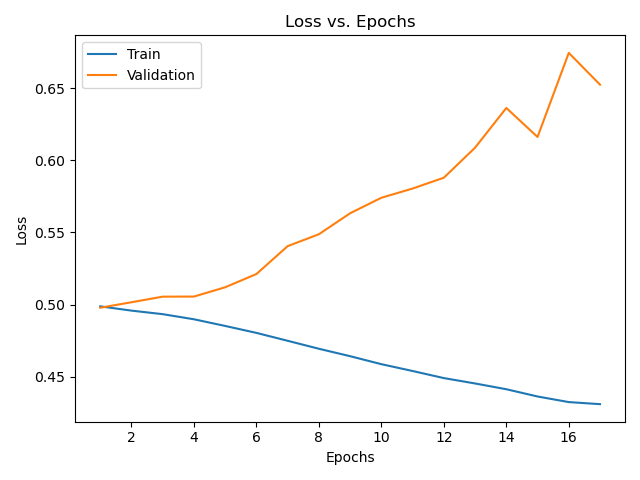 Loss vs. Epochs
Train
Validation
0.65
0.60
0.55
0.50
0.45
Loss
2 4 6 8 10 12 14 16
Epochs